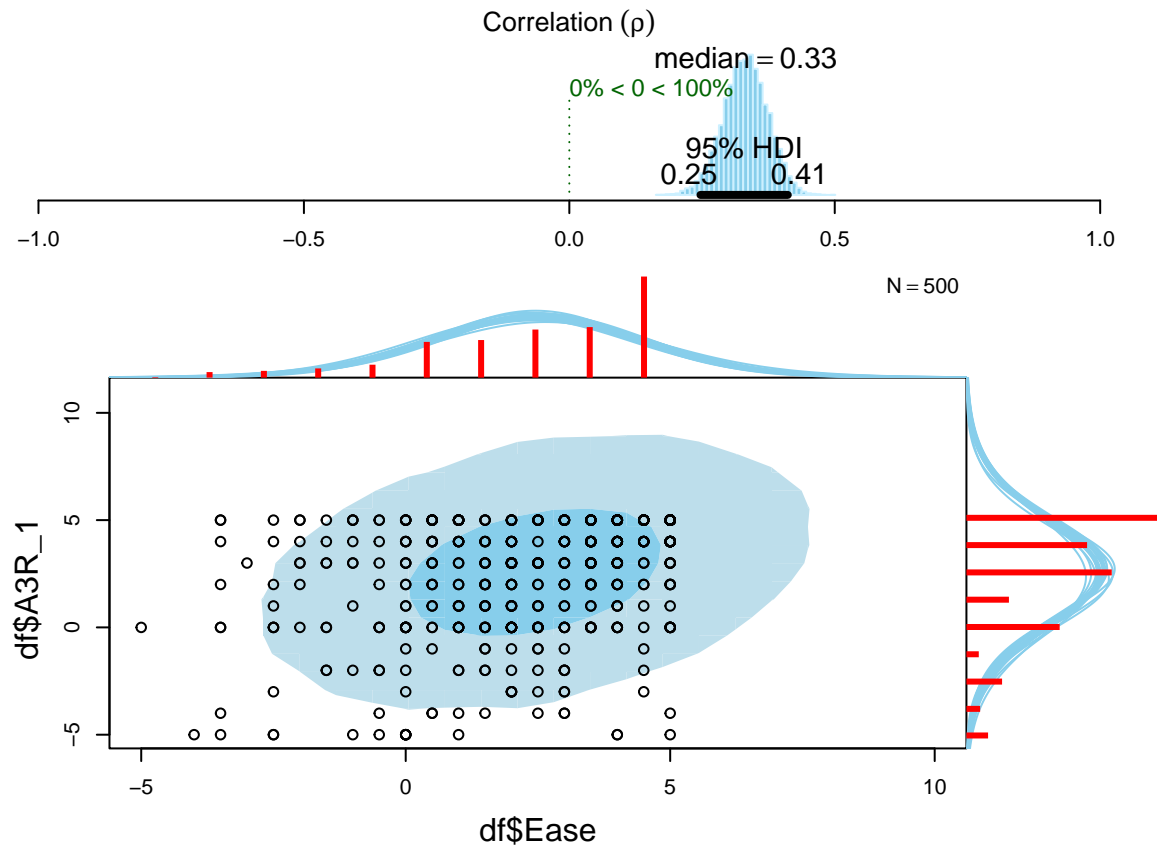 Correlation (ρ)
median = 0.33
0% < 0 < 100%
95% HDI
0.25 0.41
−1.0 −0.5 0.0 0.5 1.0
N = 500
10
5
0
−5
df$A3R_1
−5 0 5 10
df$Ease